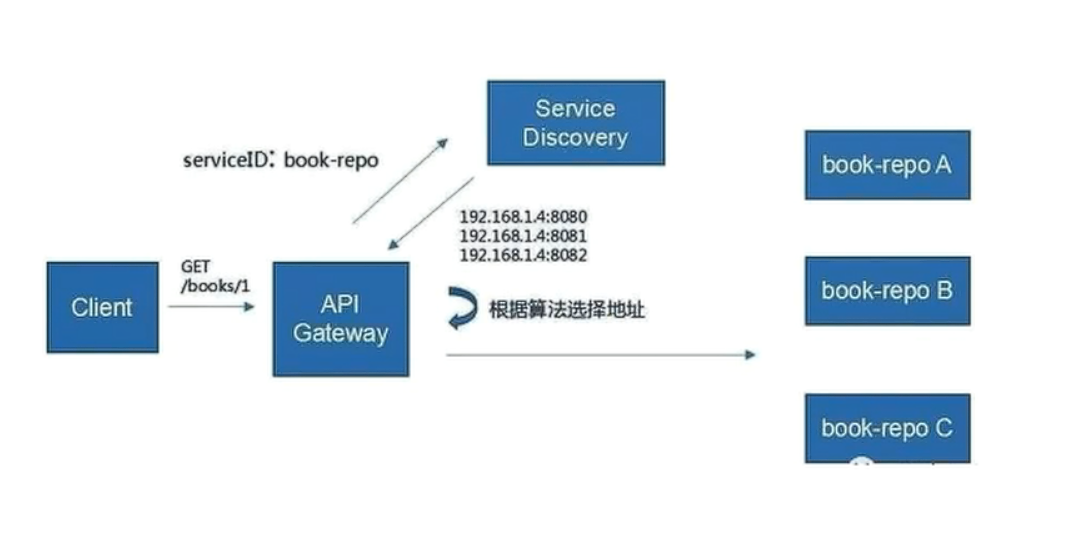 Service
Discovery
serviceID: book-repo
book-repo A
192.168.1.4:8080
192.168.1.4:8081
192.168.1.4:8082
GET
/books/1
Client
API
Gateway
根据算法选择地址
book-repo B
book-repo C